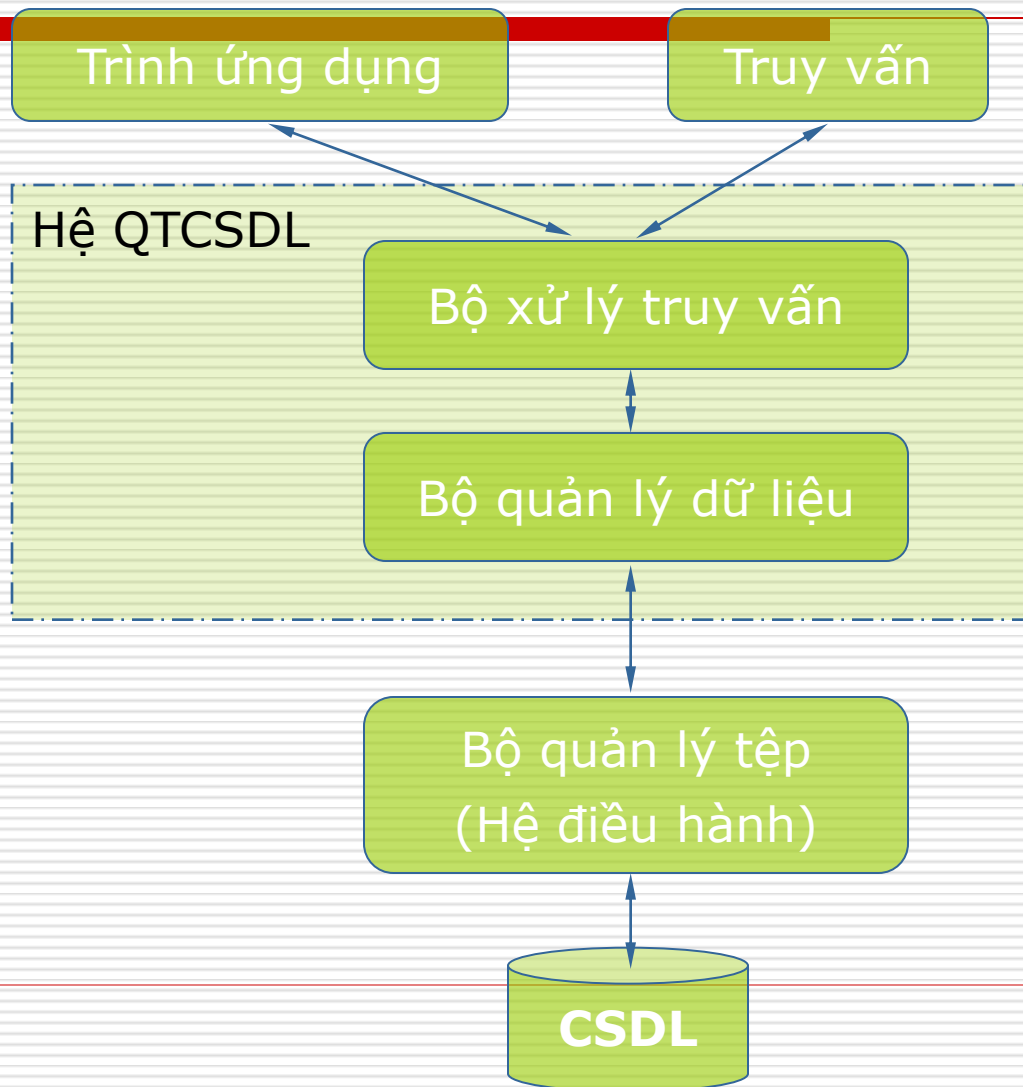 Trình ứng dụng
Truy vấn
Hệ QTCSDL
Bộ xử lý truy vấn
Bộ quản lý dữ liệu
Bộ quản lý tệp
(Hệ điều hành)
CSDL